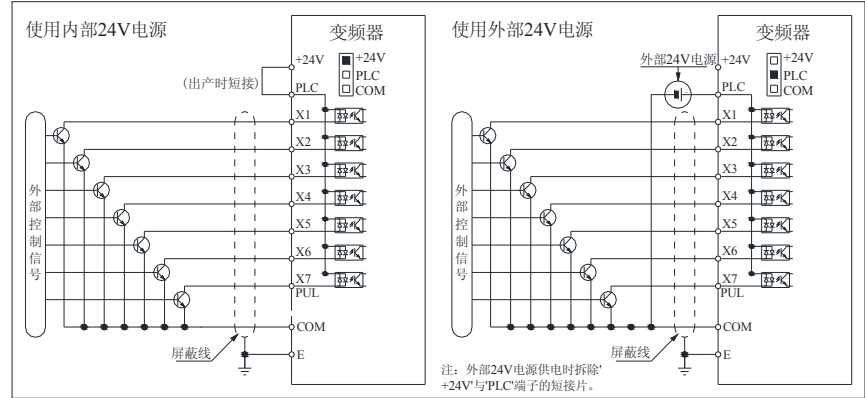 使用内部24V电源
变频器
+24V
+24V
PLC
COM
(出产时短接)
PLC
X1
X2
X3
X4
X5
X6
X7
PUL
COM
E
外部控制信号
屏蔽线
使用外部24V电源
变频器
外部24V电源
+24V
+24V
PLC
COM
PLC
X1
X2
X3
X4
X5
X6
X7
PUL
COM
E
外部控制信号
屏蔽线
注：外部24V电源供电时拆除'
+24V'与'PLC'端子的短接片。